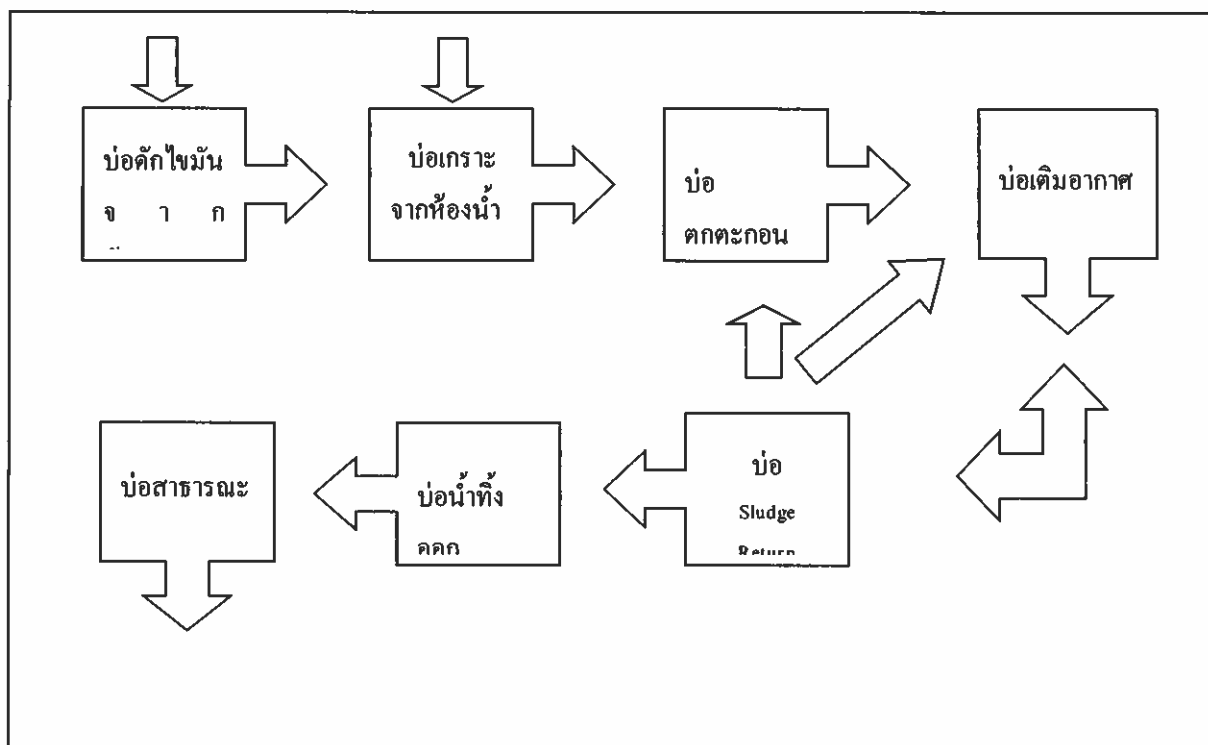 บ่อดักไขมัน
จ า ก
บ่อเกรอะ
จากห้องน้ำ
บ่อ
ตกตะกอน
บ่อเติมอากาศ
บ่อสาธารณะ
บ่อน้ำทิ้ง
บ่อ
Sludge
Return